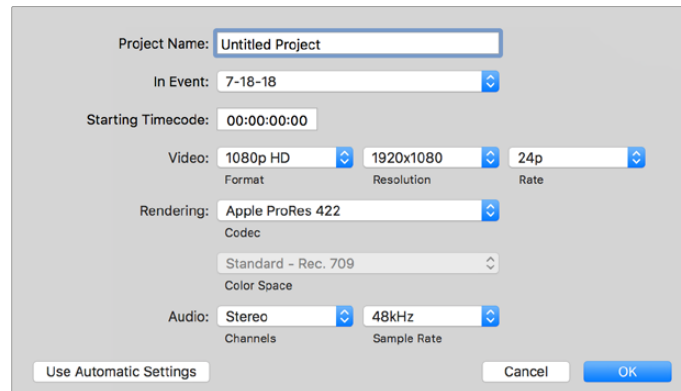 Project Name: Untitled Project
In Event: 7-18-18
Starting Timecode: 00:00:00:00
Video: 1080p HD 1920x1080 24p
Format Resolution Rate
Rendering: Apple ProRes 422
Codec
Standard - Rec. 709
Color Space
Audio: Stereo 48kHz
Channels Sample Rate
Use Automatic Settings Cancel OK